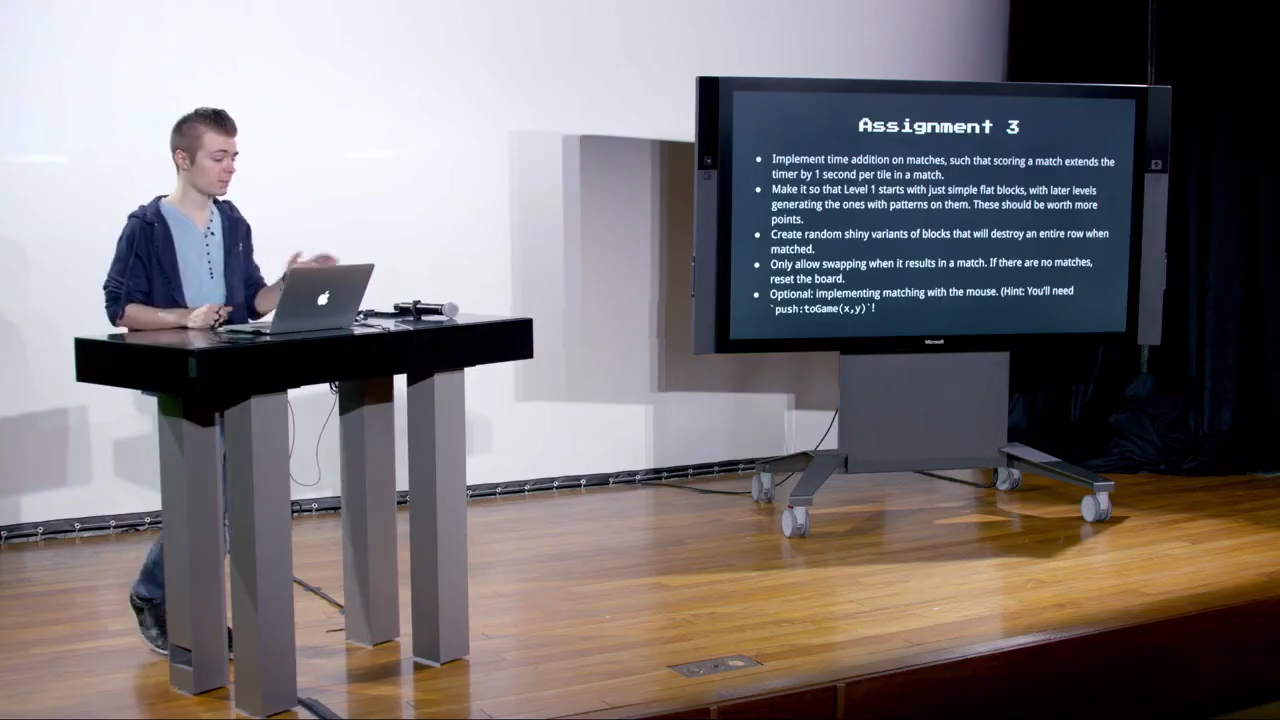 Assignment 3
• Implement time addition on matches, such that scoring a match extends the
timer by 1 second per tile in a match.
• Make it so that Level 1 starts with just simple flat blocks, with later levels
generating the ones with patterns on them. These should be worth more
points.
• Create random shiny variants of blocks that will destroy an entire row when
matched.
• Only allow swapping when it results in a match. If there are no matches,
reset the board.
• Optional: implementing matching with the mouse. (Hint: You'll need
`push:toGame(x,y)`!
Microsoft